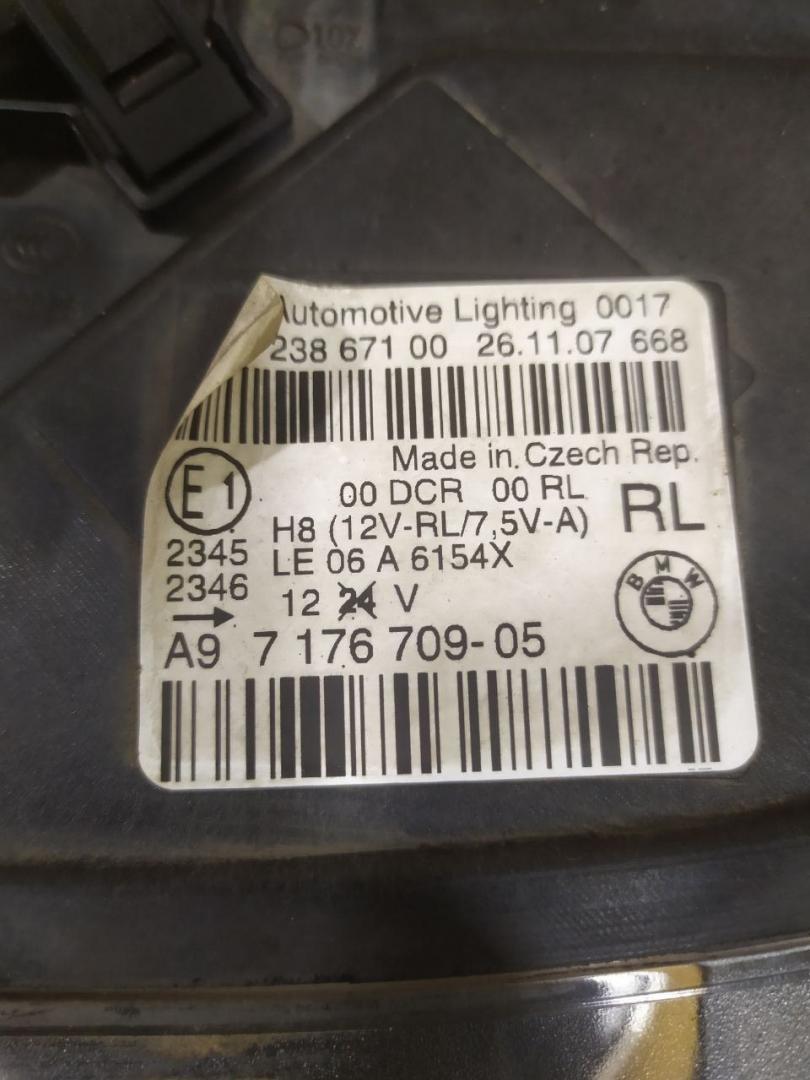 Automotive Lighting 0017
238 671 00 26.11.07 668
Made in. Czech Rep.
E1
00 DCR 00 RL
RL
H8 (12V-RL/7,5V-A)
2345
LE 06 A 6154X
2346
12 24 V
BMW
A9 7 176 709-05